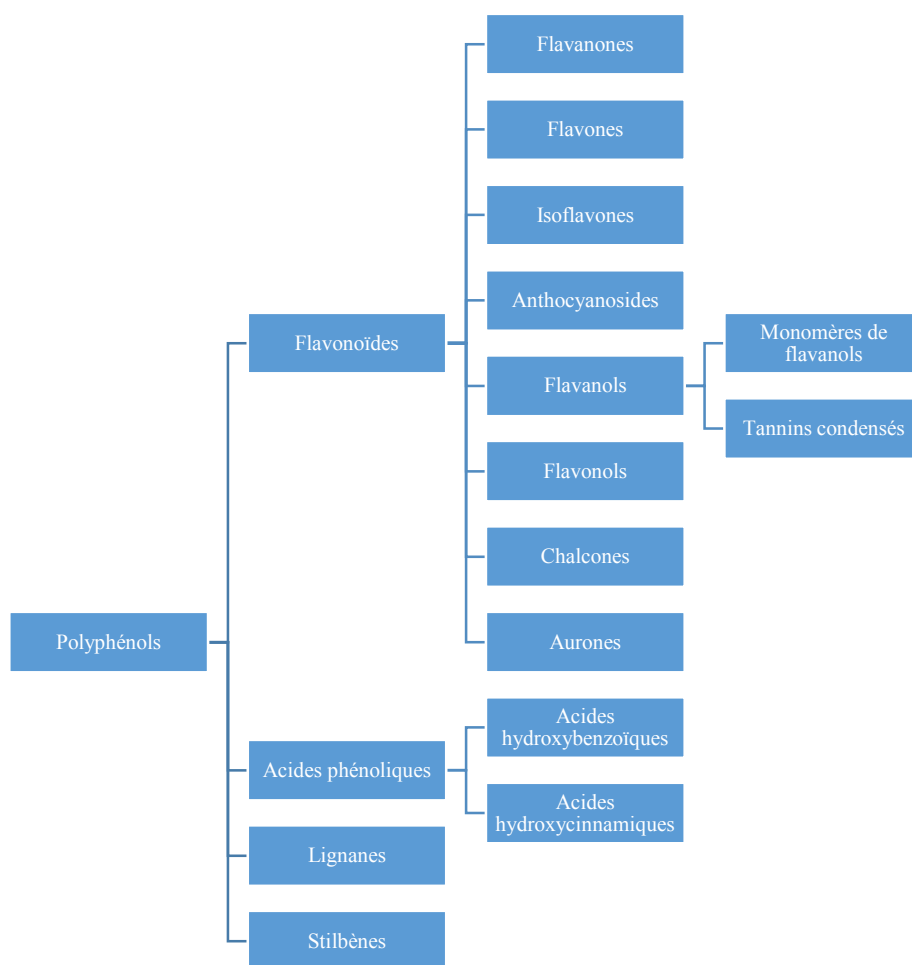 Flavanones
Flavones
Isoflavones
Anthocyanosides
Flavonoïdes
Monomères de
flavanols
Flavanols
Tannins condensés
Flavonols
Chalcones
Polyphénols
Aurones
Acides
hydroxybenzoïques
Acides phénoliques
Acides
hydroxycinnamiques
Lignanes
Stilbènes